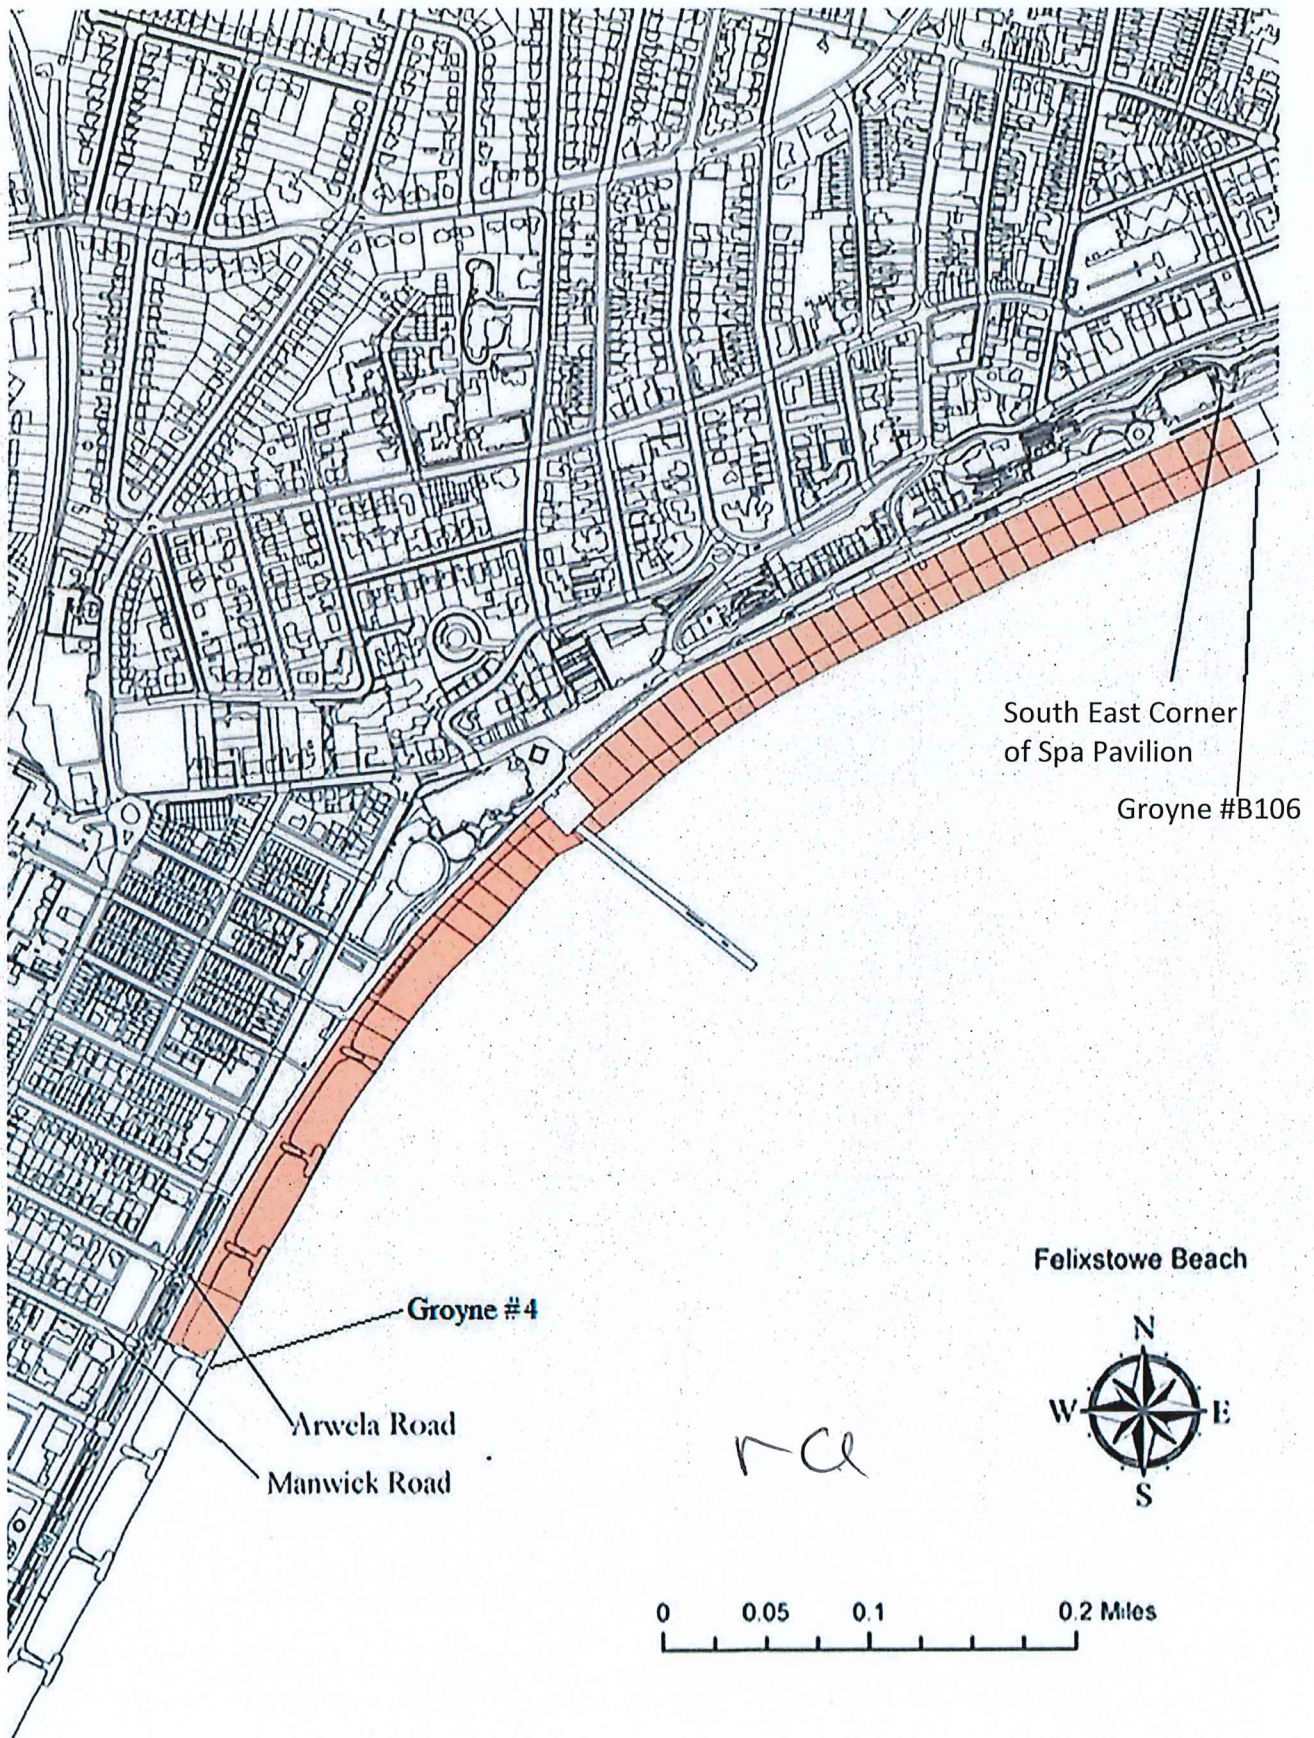 South East Corner
of Spa Pavilion
Groyne #B106
Felixstowe Beach
Groyne #4
N
W E
S
Arwela Road
Manwick Road
0 0.05 0.1 0.2 Miles